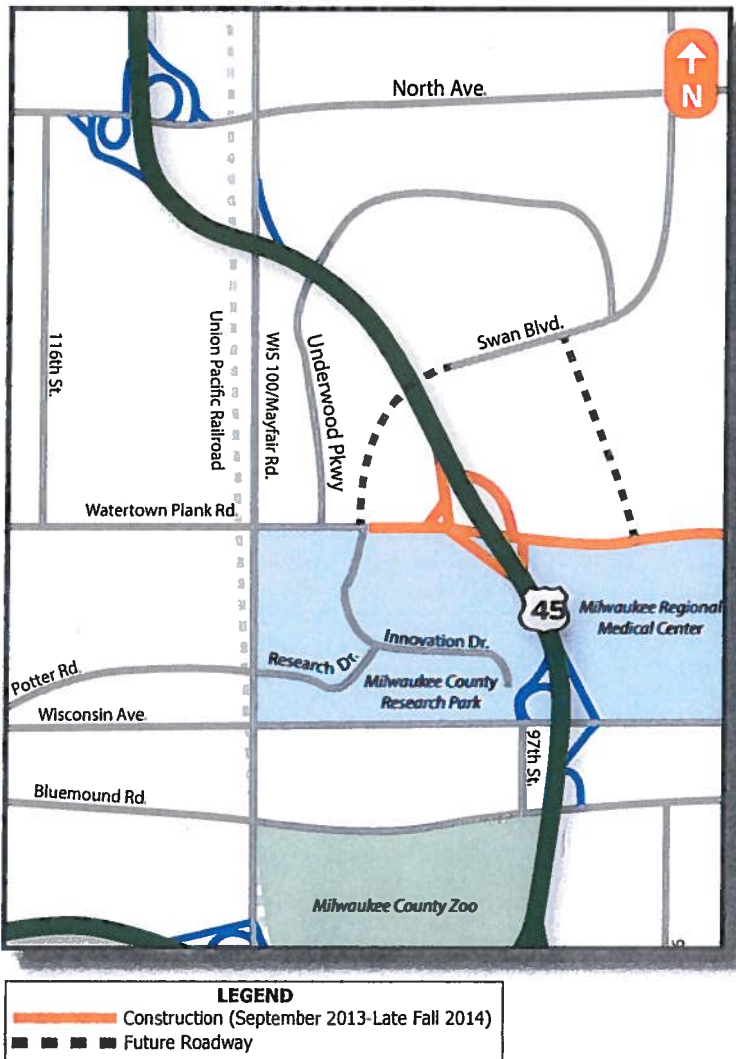 N
North Ave.
116th St.
Union Pacific Railroad
WIS 100/Mayfair Rd.
Underwood Pkwy
Swan Blvd.
Watertown Plank Rd
45
Milwaukee Regional
Medical Center
Innovation Dr.
Research Dr.
Milwaukee County
Research Park
Potter Rd.
Wisconsin Ave.
97th St.
Bluemound Rd.
Milwaukee County Zoo
LEGEND
Construction (September 2013-Late Fall 2014)
Future Roadway